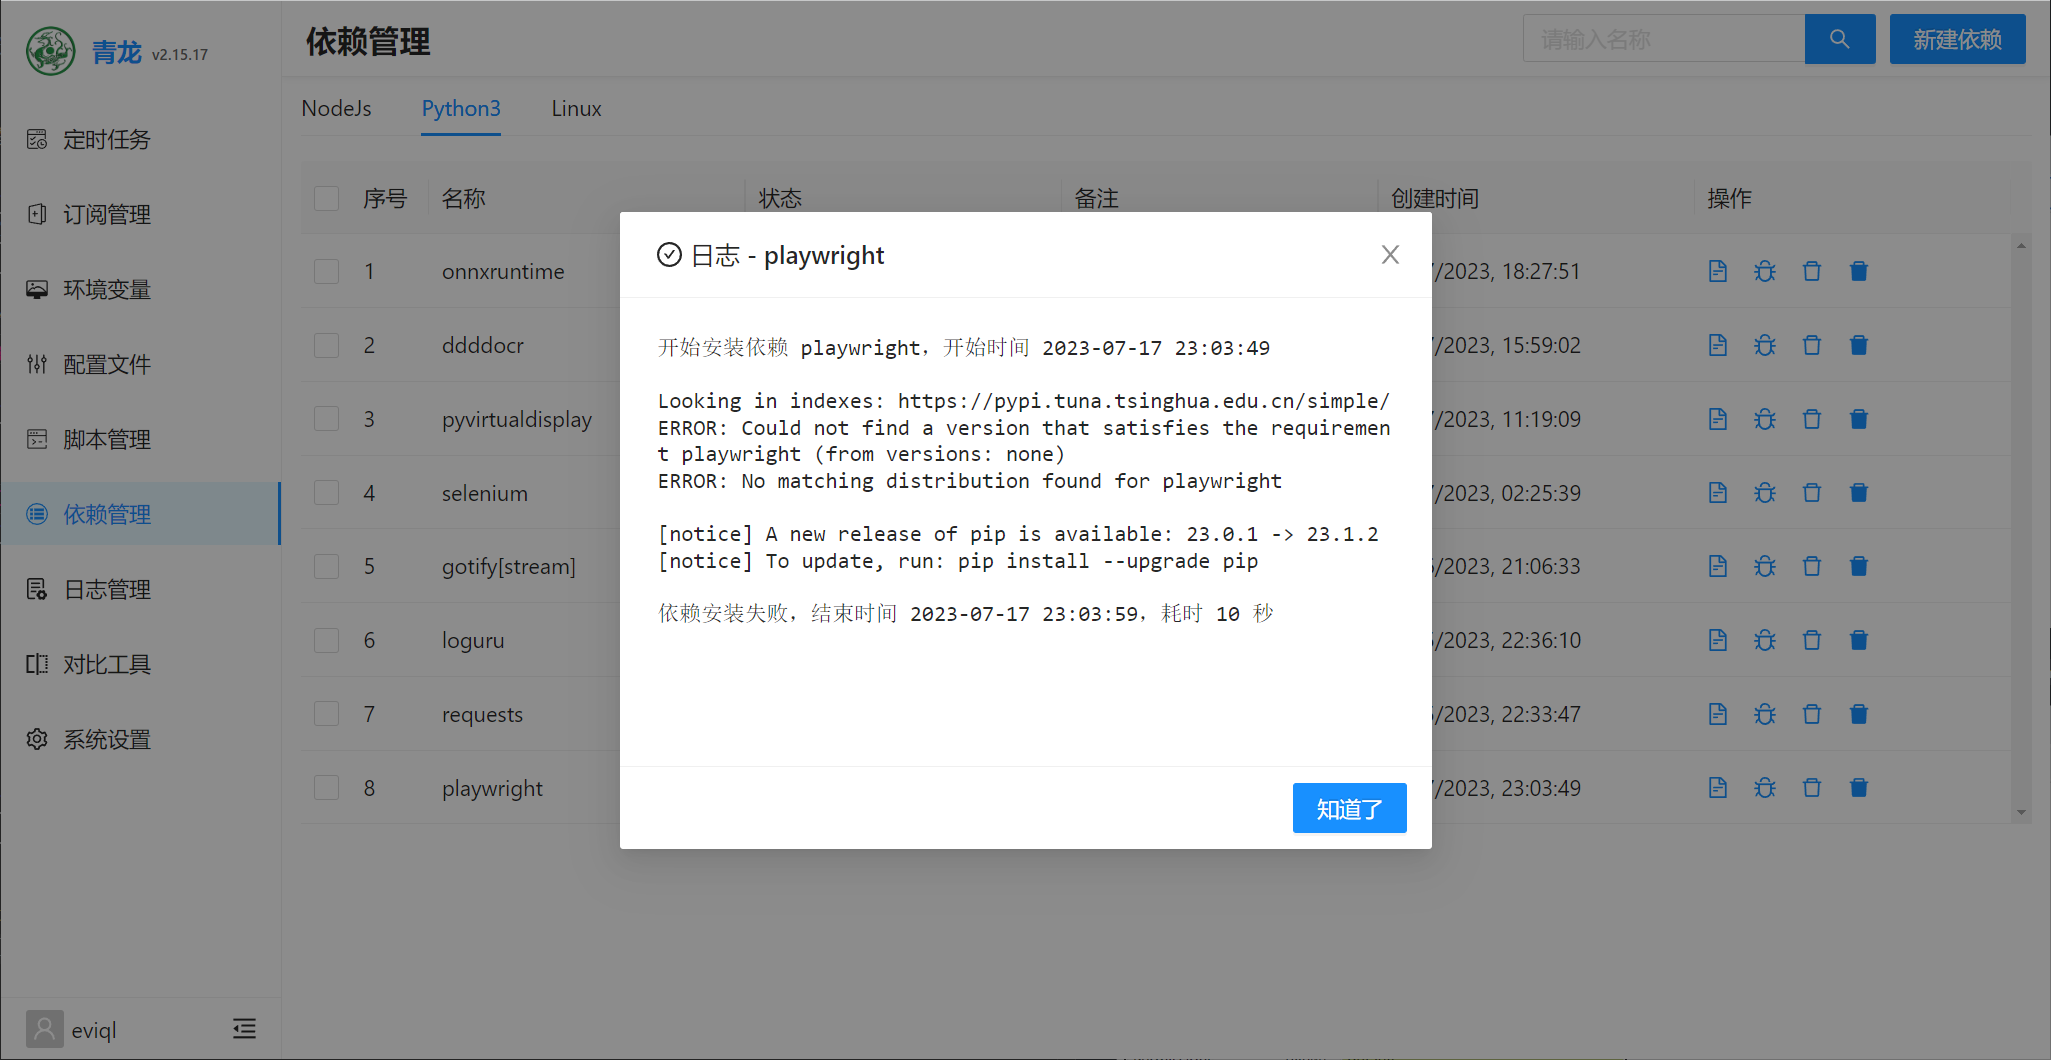 青龙 v2.15.17
依赖管理
请输入名称
新建依赖
NodeJs Python3 Linux
定时任务
订阅管理
环境变量
配置文件
脚本管理
依赖管理
日志管理
对比工具
系统设置
eviql
序号 名称 状态 备注 创建时间 操作
1 onnxruntime /2023, 18:27:51
2 ddddocr /2023, 15:59:02
3 pyvirtualdisplay /2023, 11:19:09
4 selenium /2023, 02:25:39
5 gotify[stream] /2023, 21:06:33
6 loguru /2023, 22:36:10
7 requests /2023, 22:33:47
8 playwright /2023, 23:03:49
日志 - playwright
开始安装依赖 playwright，开始时间 2023-07-17 23:03:49
Looking in indexes: https://pypi.tuna.tsinghua.edu.cn/simple/
ERROR: Could not find a version that satisfies the requiremen
t playwright (from versions: none)
ERROR: No matching distribution found for playwright
[notice] A new release of pip is available: 23.0.1 -> 23.1.2
[notice] To update, run: pip install --upgrade pip
依赖安装失败，结束时间 2023-07-17 23:03:59，耗时 10 秒
知道了